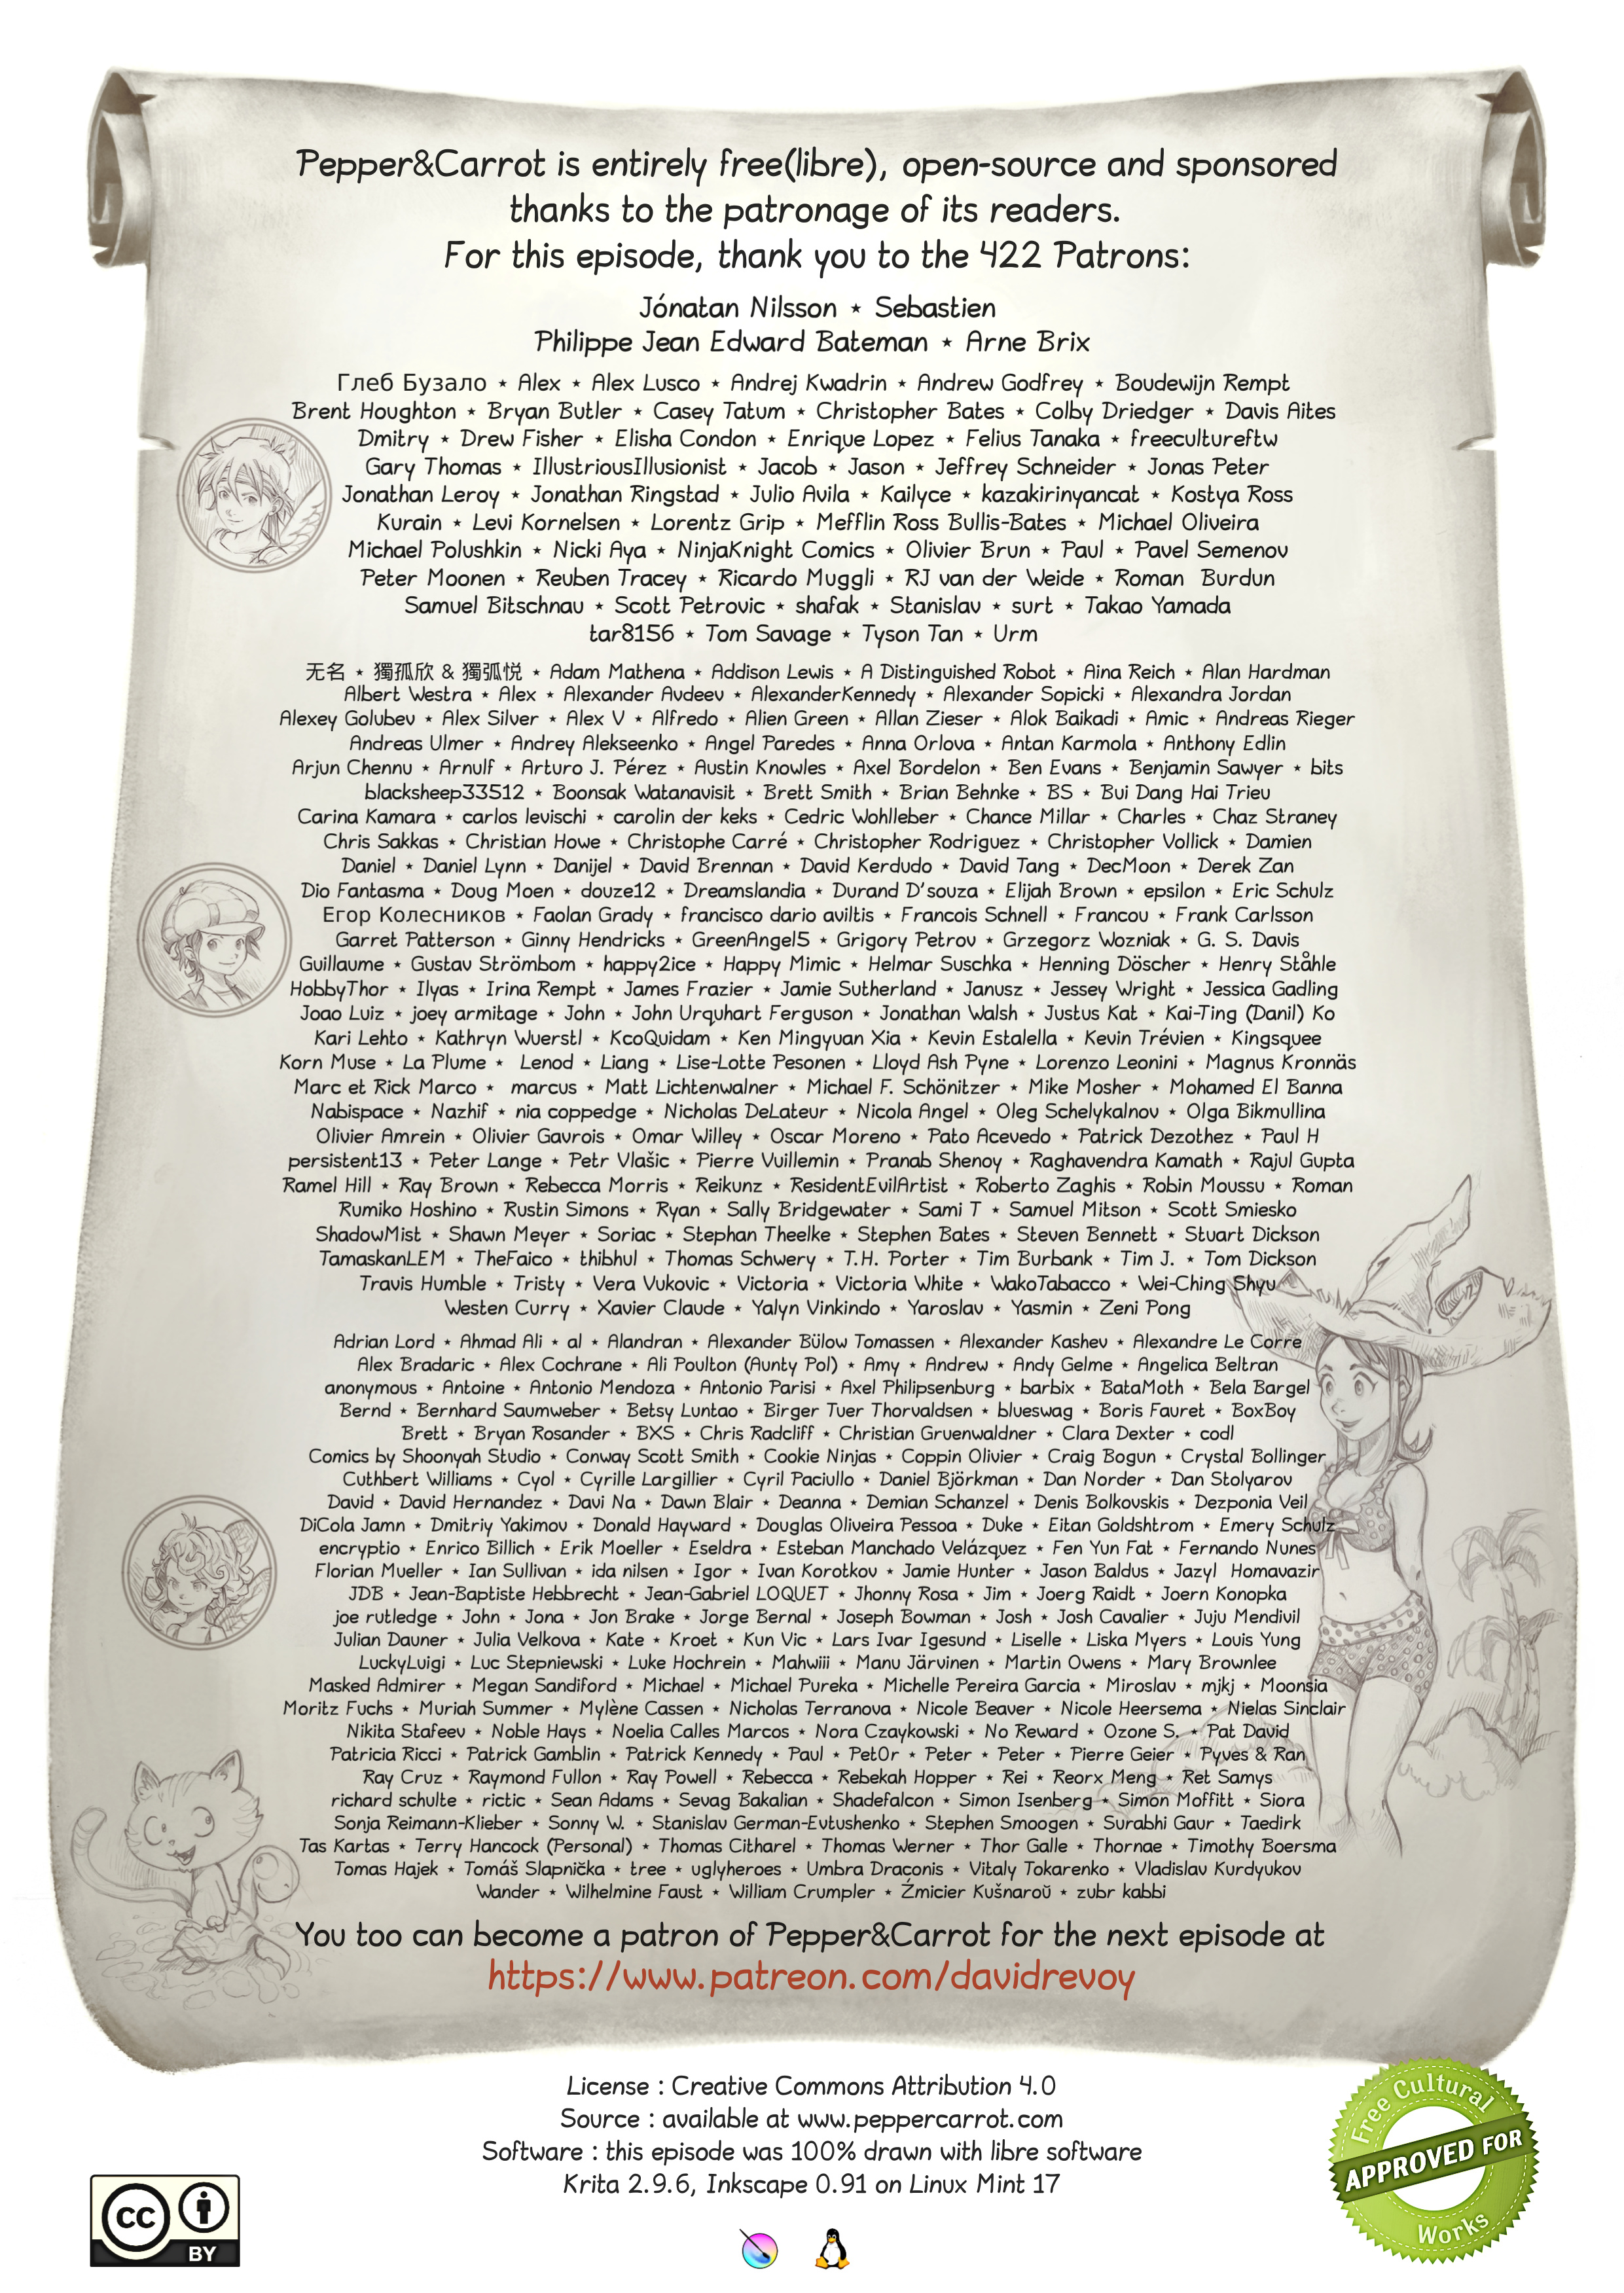 Pepper&Carrot is entirely free(libre), open-source and sponsored
thanks to the patronage of its readers.
For this episode, thank you to the 422 Patrons:
Jónatan Nilsson ⋆ Sebastien
Philippe Jean Edward Bateman ⋆ Arne Brix
Глеб Бузало ⋆ Alex ⋆ Alex Lusco ⋆ Andrej Kwadrin ⋆ Andrew Godfrey ⋆ Boudewijn Rempt
Brent Houghton ⋆ Bryan Butler ⋆ Casey Tatum ⋆ Christopher Bates ⋆ Colby Driedger ⋆ Davis Aites
Dmitry ⋆ Drew Fisher ⋆ Elisha Condon ⋆ Enrique Lopez ⋆ Felius Tanaka ⋆ freecultureftw
Gary Thomas ⋆ IllustriousIllusionist ⋆ Jacob ⋆ Jason ⋆ Jeffrey Schneider ⋆ Jonas Peter
Jonathan Leroy ⋆ Jonathan Ringstad ⋆ Julio Avila ⋆ Kailyce ⋆ kazakirinyancat ⋆ Kostya Ross
Kurain ⋆ Levi Kornelsen ⋆ Lorentz Grip ⋆ Mefflin Ross Bullis-Bates ⋆ Michael Oliveira
Michael Polushkin ⋆ Nicki Aya ⋆ NinjaKnight Comics ⋆ Olivier Brun ⋆ Paul ⋆ Pavel Semenov
Peter Moonen ⋆ Reuben Tracey ⋆ Ricardo Muggli ⋆ RJ van der Weide ⋆ Roman Burdun
Samuel Bitschnau ⋆ Scott Petrovic ⋆ shafak ⋆ Stanislav ⋆ surt ⋆ Takao Yamada
tar8156 ⋆ Tom Savage ⋆ Tyson Tan ⋆ Urm
无名 ⋆ 獨孤欣 & 獨弧悦 ⋆ Adam Mathena ⋆ Addison Lewis ⋆ A Distinguished Robot ⋆ Aina Reich ⋆ Alan Hardman
Albert Westra ⋆ Alex ⋆ Alexander Avdeev ⋆ AlexanderKennedy ⋆ Alexander Sopicki ⋆ Alexandra Jordan
Alexey Golubev ⋆ Alex Silver ⋆ Alex V ⋆ Alfredo ⋆ Alien Green ⋆ Allan Zieser ⋆ Alok Baikadi ⋆ Amic ⋆ Andreas Rieger
Andreas Ulmer ⋆ Andrey Alekseenko ⋆ Angel Paredes ⋆ Anna Orlova ⋆ Antan Karmola ⋆ Anthony Edlin
Arjun Chennu ⋆ Arnulf ⋆ Arturo J. Pérez ⋆ Austin Knowles ⋆ Axel Bordelon ⋆ Ben Evans ⋆ Benjamin Sawyer ⋆ bits
blacksheep33512 ⋆ Boonsak Watanavisit ⋆ Brett Smith ⋆ Brian Behnke ⋆ BS ⋆ Bui Dang Hai Trieu
Carina Kamara ⋆ carlos levischi ⋆ carolin der keks ⋆ Cedric Wohlleber ⋆ Chance Millar ⋆ Charles ⋆ Chaz Straney
Chris Sakkas ⋆ Christian Howe ⋆ Christophe Carré ⋆ Christopher Rodriguez ⋆ Christopher Vollick ⋆ Damien
Daniel ⋆ Daniel Lynn ⋆ Danijel ⋆ David Brennan ⋆ David Kerdudo ⋆ David Tang ⋆ DecMoon ⋆ Derek Zan
Dio Fantasma ⋆ Doug Moen ⋆ douze12 ⋆ Dreamslandia ⋆ Durand D'souza ⋆ Elijah Brown ⋆ epsilon ⋆ Eric Schulz
Егор Колесников ⋆ Faolan Grady ⋆ francisco dario aviltis ⋆ Francois Schnell ⋆ Francou ⋆ Frank Carlsson
Garret Patterson ⋆ Ginny Hendricks ⋆ GreenAngel5 ⋆ Grigory Petrov ⋆ Grzegorz Wozniak ⋆ G. S. Davis
Guillaume ⋆ Gustav Strömbom ⋆ happy2ice ⋆ Happy Mimic ⋆ Helmar Suschka ⋆ Henning Döscher ⋆ Henry Ståhle
HobbyThor ⋆ Ilyas ⋆ Irina Rempt ⋆ James Frazier ⋆ Jamie Sutherland ⋆ Janusz ⋆ Jessey Wright ⋆ Jessica Gadling
Joao Luiz ⋆ joey armitage ⋆ John ⋆ John Urquhart Ferguson ⋆ Jonathan Walsh ⋆ Justus Kat ⋆ Kai-Ting (Danil) Ko
Kari Lehto ⋆ Kathryn Wuerstl ⋆ KcoQuidam ⋆ Ken Mingyuan Xia ⋆ Kevin Estalella ⋆ Kevin Trévien ⋆ Kingsquee
Korn Muse ⋆ La Plume ⋆ Lenod ⋆ Liang ⋆ Lise-Lotte Pesonen ⋆ Lloyd Ash Pyne ⋆ Lorenzo Leonini ⋆ Magnus Kronnäs
Marc et Rick Marco ⋆ marcus ⋆ Matt Lichtenwalner ⋆ Michael F. Schönitzer ⋆ Mike Mosher ⋆ Mohamed El Banna
Nabispace ⋆ Nazhif ⋆ nia coppedge ⋆ Nicholas DeLateur ⋆ Nicola Angel ⋆ Oleg Schelykalnov ⋆ Olga Bikmullina
Olivier Amrein ⋆ Olivier Gavrois ⋆ Omar Willey ⋆ Oscar Moreno ⋆ Pato Acevedo ⋆ Patrick Dezothez ⋆ Paul H
persistent13 ⋆ Peter Lange ⋆ Petr Vlašic ⋆ Pierre Vuillemin ⋆ Pranab Shenoy ⋆ Raghavendra Kamath ⋆ Rajul Gupta
Ramel Hill ⋆ Ray Brown ⋆ Rebecca Morris ⋆ Reikunz ⋆ ResidentEvilArtist ⋆ Roberto Zaghis ⋆ Robin Moussu ⋆ Roman
Rumiko Hoshino ⋆ Rustin Simons ⋆ Ryan ⋆ Sally Bridgewater ⋆ Sami T ⋆ Samuel Mitson ⋆ Scott Smiesko
ShadowMist ⋆ Shawn Meyer ⋆ Soriac ⋆ Stephan Theelke ⋆ Stephen Bates ⋆ Steven Bennett ⋆ Stuart Dickson
TamaskanLEM ⋆ TheFaico ⋆ thibhul ⋆ Thomas Schwery ⋆ T.H. Porter ⋆ Tim Burbank ⋆ Tim J. ⋆ Tom Dickson
Travis Humble ⋆ Tristy ⋆ Vera Vukovic ⋆ Victoria ⋆ Victoria White ⋆ WakoTabacco ⋆ Wei-Ching Shyu
Westen Curry ⋆ Xavier Claude ⋆ Yalyn Vinkindo ⋆ Yaroslav ⋆ Yasmin ⋆ Zeni Pong
Adrian Lord ⋆ Ahmad Ali ⋆ al ⋆ Alandran ⋆ Alexander Bülow Tomassen ⋆ Alexander Kashev ⋆ Alexandre Le Corre
Alex Bradaric ⋆ Alex Cochrane ⋆ Ali Poulton (Aunty Pol) ⋆ Amy ⋆ Andrew ⋆ Andy Gelme ⋆ Angelica Beltran
anonymous ⋆ Antoine ⋆ Antonio Mendoza ⋆ Antonio Parisi ⋆ Axel Philipsenburg ⋆ barbix ⋆ BataMoth ⋆ Bela Bargel
Bernd ⋆ Bernhard Saumweber ⋆ Betsy Luntao ⋆ Birger Tuer Thorvaldsen ⋆ blueswag ⋆ Boris Fauret ⋆ BoxBoy
Brett ⋆ Bryan Rosander ⋆ BXS ⋆ Chris Radcliff ⋆ Christian Gruenwaldner ⋆ Clara Dexter ⋆ codl
Comics by Shoonyah Studio ⋆ Conway Scott Smith ⋆ Cookie Ninjas ⋆ Coppin Olivier ⋆ Craig Bogun ⋆ Crystal Bollinger
Cuthbert Williams ⋆ Cyol ⋆ Cyrille Largillier ⋆ Cyril Paciullo ⋆ Daniel Björkman ⋆ Dan Norder ⋆ Dan Stolyarov
David ⋆ David Hernandez ⋆ Davi Na ⋆ Dawn Blair ⋆ Deanna ⋆ Demian Schanzel ⋆ Denis Bolkovskis ⋆ Dezponia Veil
DiCola Jamn ⋆ Dmitriy Yakimov ⋆ Donald Hayward ⋆ Douglas Oliveira Pessoa ⋆ Duke ⋆ Eitan Goldshtrom ⋆ Emery Schulz
encryptio ⋆ Enrico Billich ⋆ Erik Moeller ⋆ Eseldra ⋆ Esteban Manchado Velázquez ⋆ Fen Yun Fat ⋆ Fernando Nunes
Florian Mueller ⋆ Ian Sullivan ⋆ ida nilsen ⋆ Igor ⋆ Ivan Korotkov ⋆ Jamie Hunter ⋆ Jason Baldus ⋆ Jazyl Homavazir
JDB ⋆ Jean-Baptiste Hebbrecht ⋆ Jean-Gabriel LOQUET ⋆ Jhonny Rosa ⋆ Jim ⋆ Joerg Raidt ⋆ Joern Konopka
joe rutledge ⋆ John ⋆ Jona ⋆ Jon Brake ⋆ Jorge Bernal ⋆ Joseph Bowman ⋆ Josh ⋆ Josh Cavalier ⋆ Juju Mendivil
Julian Dauner ⋆ Julia Velkova ⋆ Kate ⋆ Kroet ⋆ Kun Vic ⋆ Lars Ivar Igesund ⋆ Liselle ⋆ Liska Myers ⋆ Louis Yung
LuckyLuigi ⋆ Luc Stepniewski ⋆ Luke Hochrein ⋆ Mahwiii ⋆ Manu Järvinen ⋆ Martin Owens ⋆ Mary Brownlee
Masked Admirer ⋆ Megan Sandiford ⋆ Michael ⋆ Michael Pureka ⋆ Michelle Pereira Garcia ⋆ Miroslav ⋆ mjkj ⋆ Moonsia
Moritz Fuchs ⋆ Muriah Summer ⋆ Mylène Cassen ⋆ Nicholas Terranova ⋆ Nicole Beaver ⋆ Nicole Heersema ⋆ Nielas Sinclair
Nikita Stafeev ⋆ Noble Hays ⋆ Noelia Calles Marcos ⋆ Nora Czaykowski ⋆ No Reward ⋆ Ozone S. ⋆ Pat David
Patricia Ricci ⋆ Patrick Gamblin ⋆ Patrick Kennedy ⋆ Paul ⋆ Pet0r ⋆ Peter ⋆ Peter ⋆ Pierre Geier ⋆ Pyves & Ran
Ray Cruz ⋆ Raymond Fullon ⋆ Ray Powell ⋆ Rebecca ⋆ Rebekah Hopper ⋆ Rei ⋆ Reorx Meng ⋆ Ret Samys
richard schulte ⋆ rictic ⋆ Sean Adams ⋆ Sevag Bakalian ⋆ Shadefalcon ⋆ Simon Isenberg ⋆ Simon Moffitt ⋆ Siora
Sonja Reimann-Klieber ⋆ Sonny W. ⋆ Stanislav German-Evtushenko ⋆ Stephen Smoogen ⋆ Surabhi Gaur ⋆ Taedirk
Tas Kartas ⋆ Terry Hancock (Personal) ⋆ Thomas Citharel ⋆ Thomas Werner ⋆ Thor Galle ⋆ Thornae ⋆ Timothy Boersma
Tomas Hajek ⋆ Tomáš Slapnička ⋆ tree ⋆ uglyheroes ⋆ Umbra Draconis ⋆ Vitaly Tokarenko ⋆ Vladislav Kurdyukov
Wander ⋆ Wilhelmine Faust ⋆ William Crumpler ⋆ Źmicier Kušnaroŭ ⋆ zubr kabbi
You too can become a patron of Pepper&Carrot for the next episode at
https://www.patreon.com/davidrevoy
License : Creative Commons Attribution 4.0
Source : available at www.peppercarrot.com
Software : this episode was 100% drawn with libre software
Krita 2.9.6, Inkscape 0.91 on Linux Mint 17
cc
BY
Free Cultural
APPROVED FOR
Works